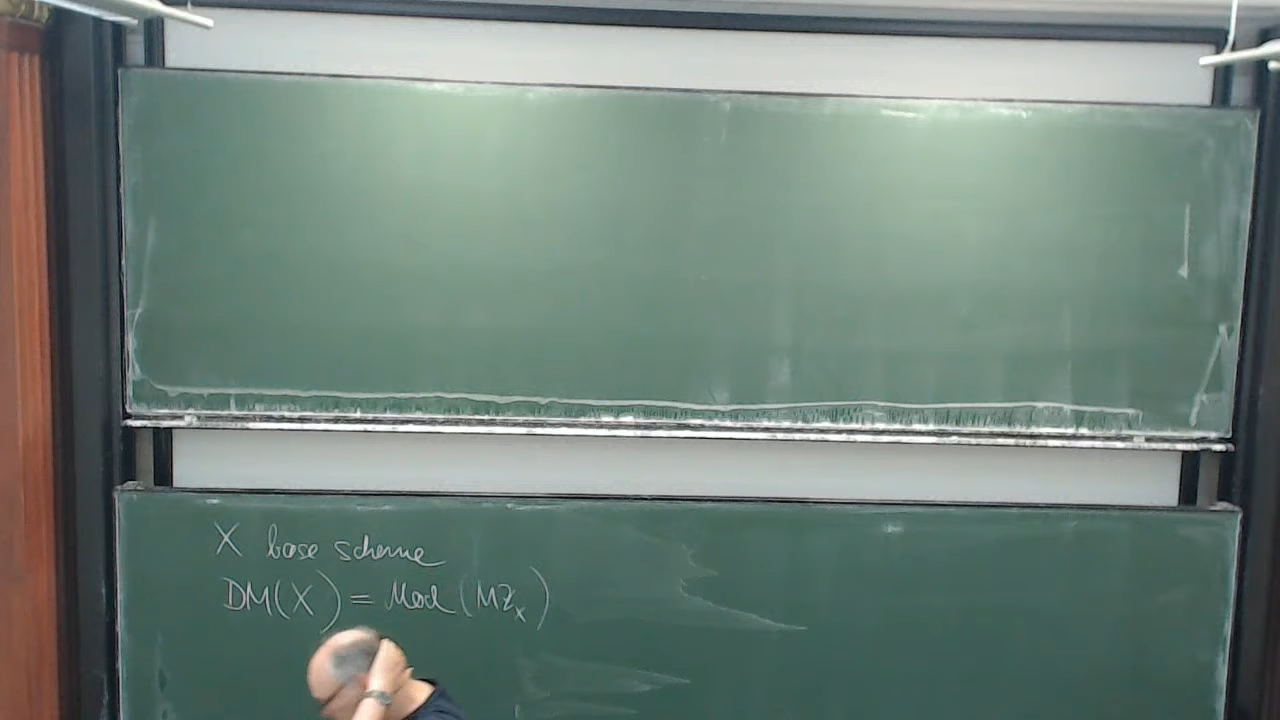 X base scheme
DM(X) = Mod(MZ_X)